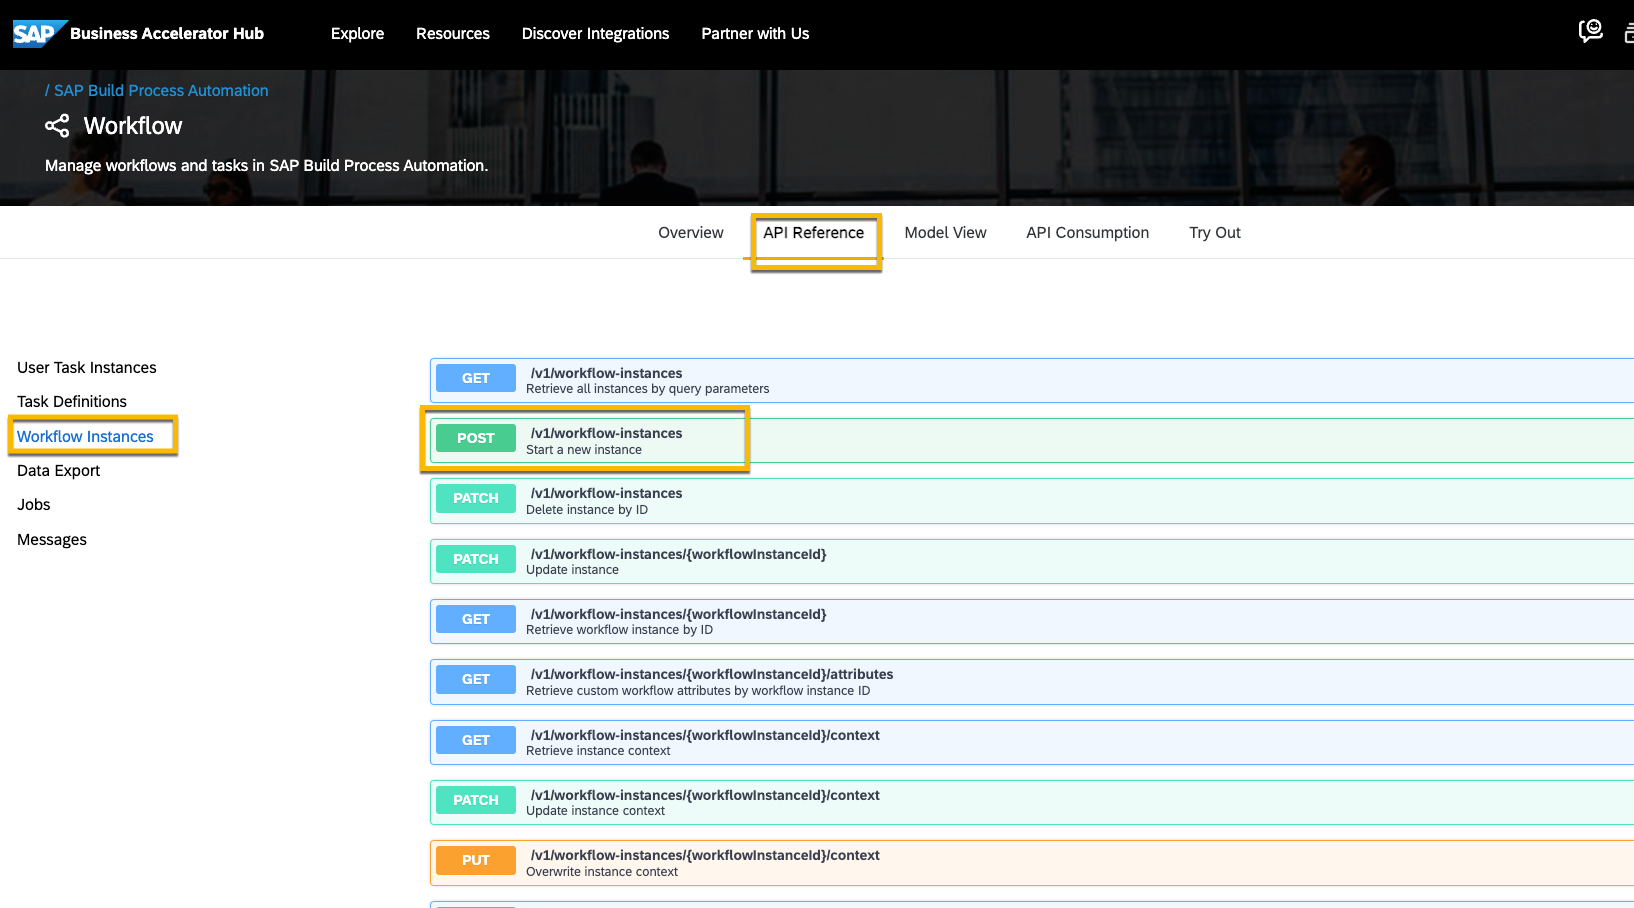 SAP Business Accelerator Hub
Explore
Resources
Discover Integrations
Partner with Us
/ SAP Build Process Automation
Workflow
Manage workflows and tasks in SAP Build Process Automation.
Overview
API Reference
Model View
API Consumption
Try Out
User Task Instances
Task Definitions
Workflow Instances
Data Export
Jobs
Messages
GET /v1/workflow-instances
Retrieve all instances by query parameters
POST /v1/workflow-instances
Start a new instance
PATCH /v1/workflow-instances
Delete instance by ID
PATCH /v1/workflow-instances/{workflowInstanceId}
Update instance
GET /v1/workflow-instances/{workflowInstanceId}
Retrieve workflow instance by ID
GET /v1/workflow-instances/{workflowInstanceId}/attributes
Retrieve custom workflow attributes by workflow instance ID
GET /v1/workflow-instances/{workflowInstanceId}/context
Retrieve instance context
PATCH /v1/workflow-instances/{workflowInstanceId}/context
Update instance context
PUT /v1/workflow-instances/{workflowInstanceId}/context
Overwrite instance context